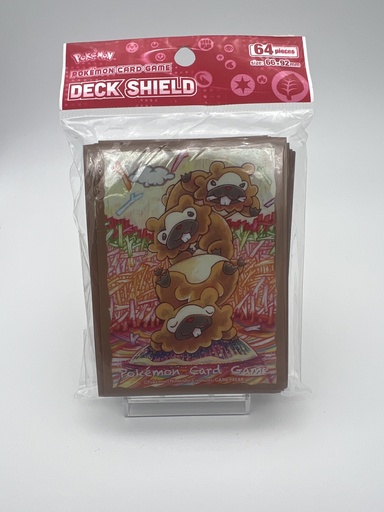 Pokémon
POKÉMON CARD GAME
DECK SHIELD
64 pieces
Size: 66×92mm
Pokémon Card Game